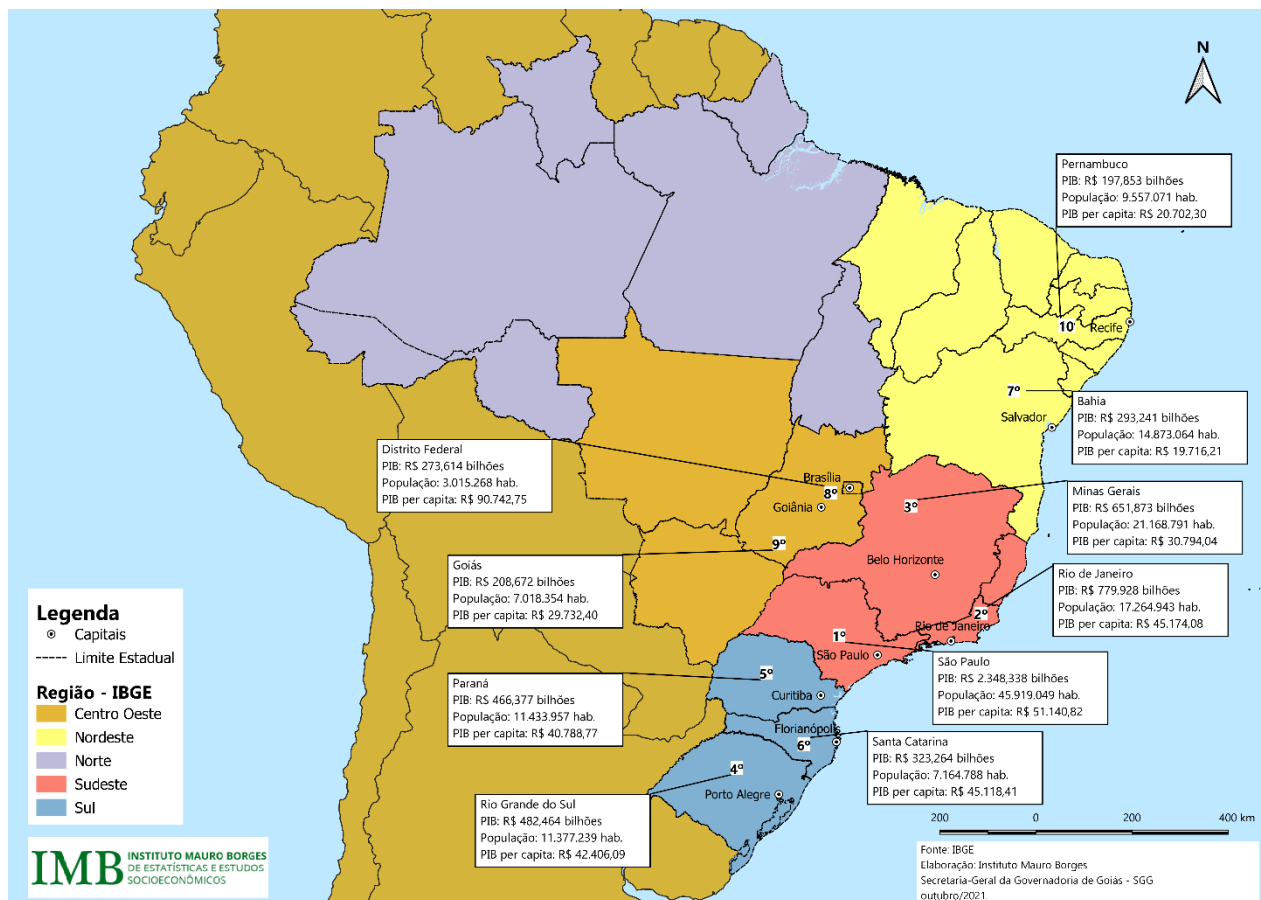 N
Pernambuco
PIB: R$ 197,853 bilhões
População: 9.557.071 hab.
PIB per capita: R$ 20.702,30
10º
Recife
7º
Salvador
Bahia
PIB: R$ 293,241 bilhões
População: 14.873.064 hab.
PIB per capita: R$ 19.716,21
Distrito Federal
PIB: R$ 273,614 bilhões
População: 3.015.268 hab.
PIB per capita: R$ 90.742,75
Brasília
8º
Goiânia
3º
Minas Gerais
PIB: R$ 651,873 bilhões
População: 21.168.791 hab.
PIB per capita: R$ 30.794,04
9º
Belo Horizonte
Goiás
PIB: R$ 208,672 bilhões
População: 7.018.354 hab.
PIB per capita: R$ 29.732,40
Rio de Janeiro
PIB: R$ 779,928 bilhões
População: 17.264.943 hab.
PIB per capita: R$ 45.174,08
2º
Rio de Janeiro
1º
São Paulo
São Paulo
PIB: R$ 2.348,338 bilhões
População: 45.919.049 hab.
PIB per capita: R$ 51.140,82
5º
Curitiba
Paraná
PIB: R$ 466,377 bilhões
População: 11.433.957 hab.
PIB per capita: R$ 40.788,77
Florianópolis
6º
Santa Catarina
PIB: R$ 323,264 bilhões
População: 7.164.788 hab.
PIB per capita: R$ 45.118,41
4º
Porto Alegre
Rio Grande do Sul
PIB: R$ 482,464 bilhões
População: 11.377.239 hab.
PIB per capita: R$ 42.406,09
Legenda
Capitais
Limite Estadual
Região - IBGE
Centro Oeste
Nordeste
Norte
Sudeste
Sul
IMB
INSTITUTO MAURO BORGES
DE ESTATÍSTICAS E ESTUDOS
SOCIOECONÔMICOS
200 0 200 400 km
Fonte: IBGE
Elaboração: Instituto Mauro Borges
Secretaria-Geral da Governadoria de Goiás - SGG
outubro/2021.